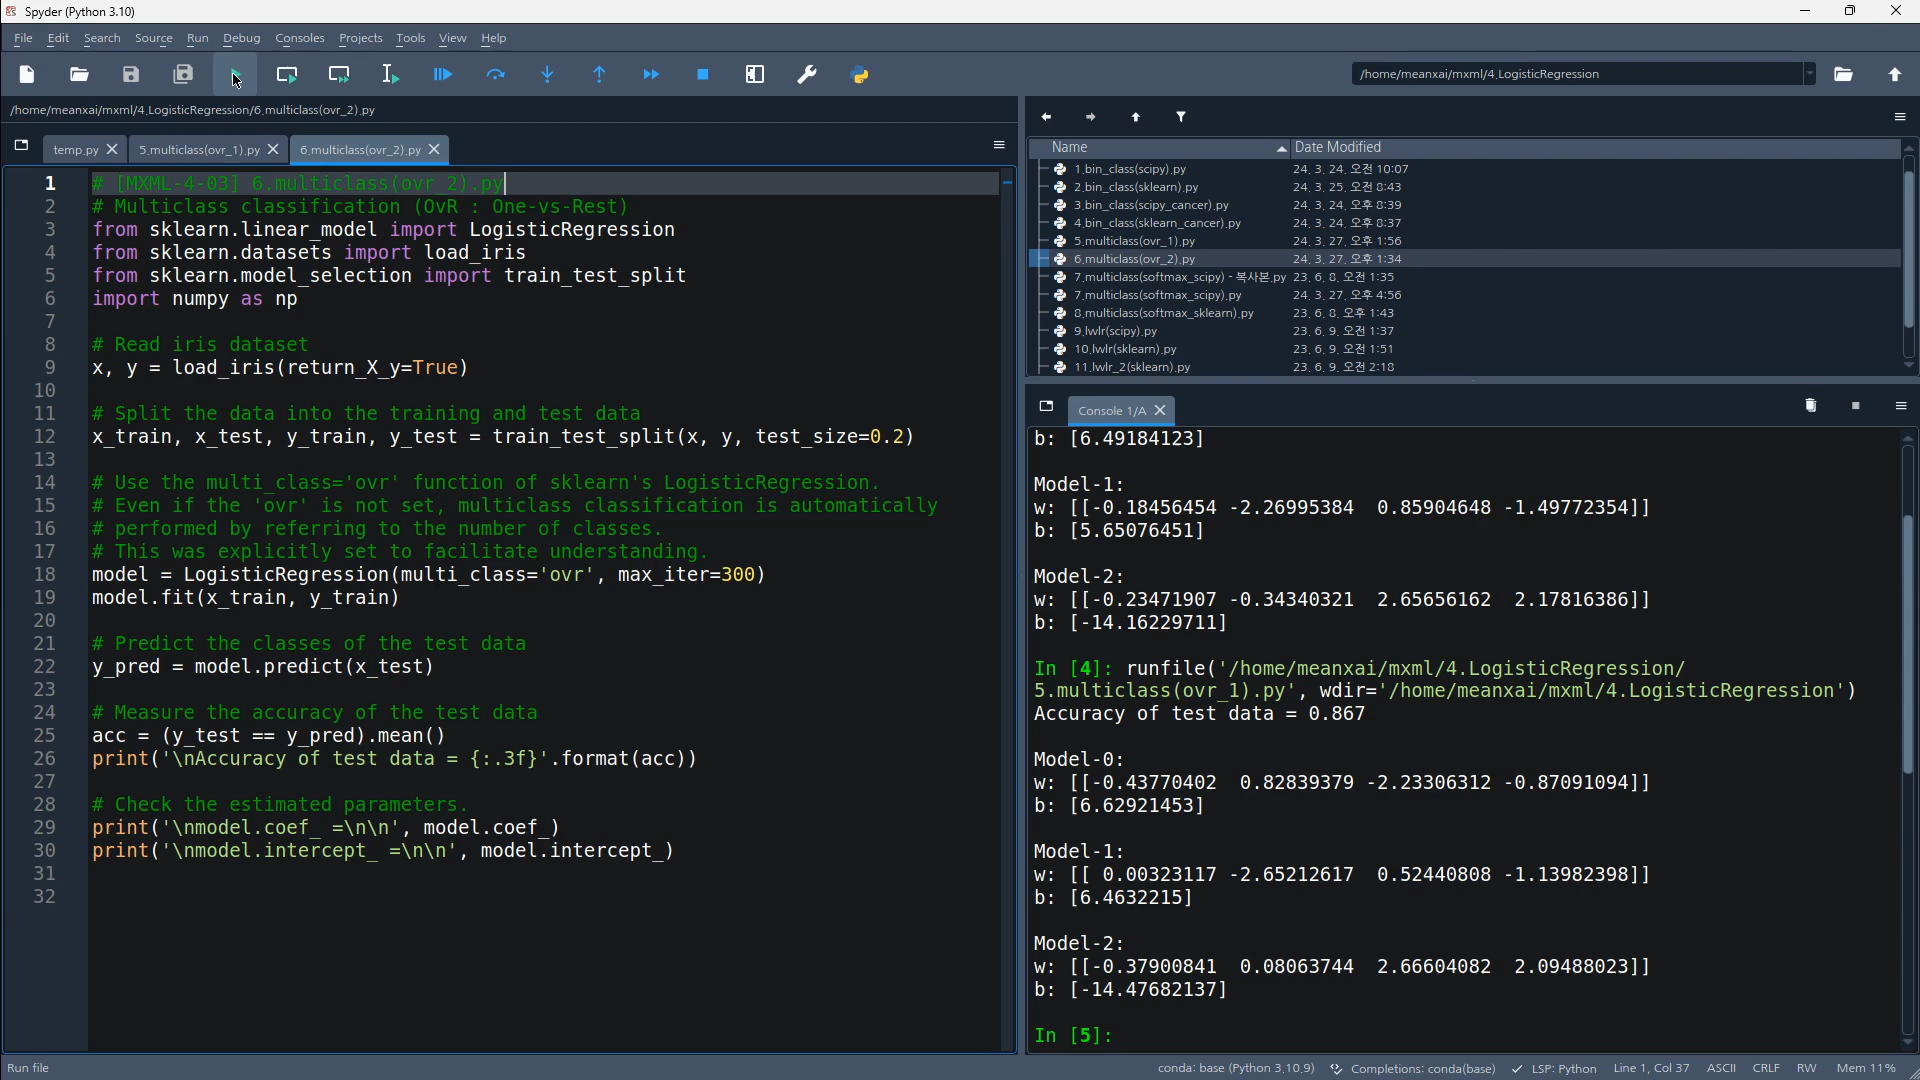 Spyder (Python 3.10)
File Edit Search Source Run Debug Consoles Projects Tools View Help
/home/meanxai/mxml/4.LogisticRegression
/home/meanxai/mxml/4.LogisticRegression/6.multiclass(ovr_2).py
temp.py 5.multiclass(ovr_1).py 6.multiclass(ovr_2).py
1 # [MXML-4-03] 6.multiclass(ovr_2).py
2 # Multiclass classification (OvR : One-vs-Rest)
3 from sklearn.linear_model import LogisticRegression
4 from sklearn.datasets import load_iris
5 from sklearn.model_selection import train_test_split
6 import numpy as np
7
8 # Read iris dataset
9 x, y = load_iris(return_X_y=True)
10
11 # Split the data into the training and test data
12 x_train, x_test, y_train, y_test = train_test_split(x, y, test_size=0.2)
13
14 # Use the multi_class='ovr' function of sklearn's LogisticRegression.
15 # Even if the 'ovr' is not set, multiclass classification is automatically
16 # performed by referring to the number of classes.
17 # This was explicitly set to facilitate understanding.
18 model = LogisticRegression(multi_class='ovr', max_iter=300)
19 model.fit(x_train, y_train)
20
21 # Predict the classes of the test data
22 y_pred = model.predict(x_test)
23
24 # Measure the accuracy of the test data
25 acc = (y_test == y_pred).mean()
26 print('\nAccuracy of test data = {:.3f}'.format(acc))
27
28 # Check the estimated parameters.
29 print('\nmodel.coef_ =\n\n', model.coef_)
30 print('\nmodel.intercept_ =\n\n', model.intercept_)
31
32
Name Date Modified
1.bin_class(scipy).py 24. 3. 24. 오전 10:07
2.bin_class(sklearn).py 24. 3. 25. 오전 8:43
3.bin_class(scipy_cancer).py 24. 3. 24. 오후 8:39
4.bin_class(sklearn_cancer).py 24. 3. 24. 오후 8:37
5.multiclass(ovr_1).py 24. 3. 27. 오후 1:56
6.multiclass(ovr_2).py 24. 3. 27. 오후 1:34
7.multiclass(softmax_scipy) - 복사본.py 23. 6. 8. 오전 1:35
7.multiclass(softmax_scipy).py 24. 3. 27. 오후 4:56
8.multiclass(softmax_sklearn).py 23. 6. 8. 오후 1:43
9.lwlr(scipy).py 23. 6. 9. 오전 1:37
10.lwlr(sklearn).py 23. 6. 9. 오전 1:51
11.lwlr_2(sklearn).py 23. 6. 9. 오전 2:18
Console 1/A
b: [6.49184123]
Model-1:
w: [[-0.18456454 -2.26995384 0.85904648 -1.49772354]]
b: [5.65076451]
Model-2:
w: [[-0.23471907 -0.34340321 2.65656162 2.17816386]]
b: [-14.16229711]
In [4]: runfile('/home/meanxai/mxml/4.LogisticRegression/
5.multiclass(ovr_1).py', wdir='/home/meanxai/mxml/4.LogisticRegression')
Accuracy of test data = 0.867
Model-0:
w: [[-0.43770402 0.82839379 -2.23306312 -0.87091094]]
b: [6.62921453]
Model-1:
w: [[ 0.00323117 -2.65212617 0.52440808 -1.13982398]]
b: [6.4632215]
Model-2:
w: [[-0.37900841 0.08063744 2.66604082 2.09488023]]
b: [-14.47682137]
In [5]:
Run file conda: base (Python 3.10.9) Completions: conda(base) LSP: Python Line 1, Col 37 ASCII CRLF RW Mem 11%